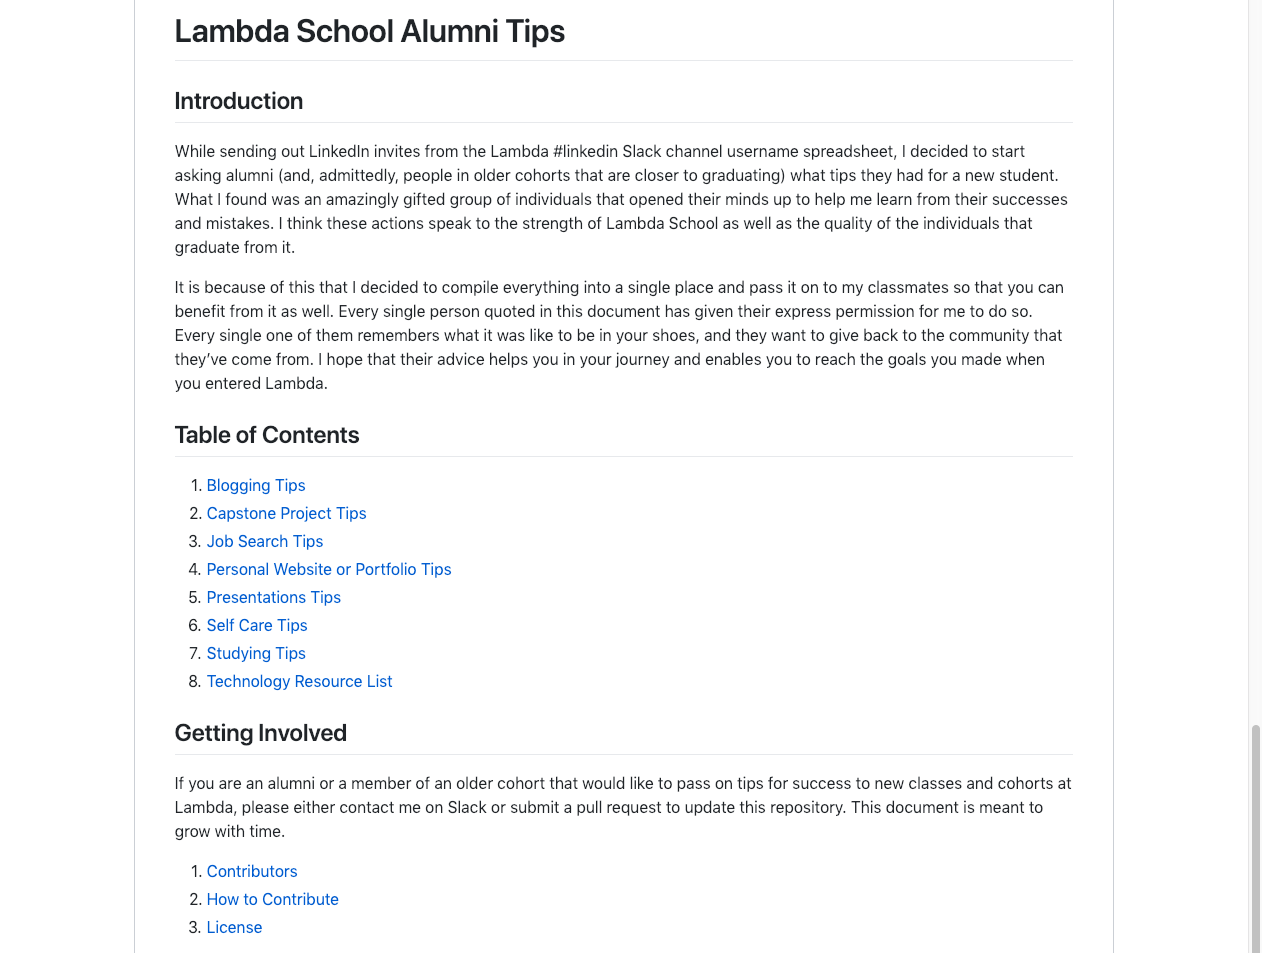 Lambda School Alumni Tips
Introduction
While sending out LinkedIn invites from the Lambda #linkedin Slack channel username spreadsheet, I decided to start
asking alumni (and, admittedly, people in older cohorts that are closer to graduating) what tips they had for a new student.
What I found was an amazingly gifted group of individuals that opened their minds up to help me learn from their successes
and mistakes. I think these actions speak to the strength of Lambda School as well as the quality of the individuals that
graduate from it.
It is because of this that I decided to compile everything into a single place and pass it on to my classmates so that you can
benefit from it as well. Every single person quoted in this document has given their express permission for me to do so.
Every single one of them remembers what it was like to be in your shoes, and they want to give back to the community that
they’ve come from. I hope that their advice helps you in your journey and enables you to reach the goals you made when
you entered Lambda.
Table of Contents
1. Blogging Tips
2. Capstone Project Tips
3. Job Search Tips
4. Personal Website or Portfolio Tips
5. Presentations Tips
6. Self Care Tips
7. Studying Tips
8. Technology Resource List
Getting Involved
If you are an alumni or a member of an older cohort that would like to pass on tips for success to new classes and cohorts at
Lambda, please either contact me on Slack or submit a pull request to update this repository. This document is meant to
grow with time.
1. Contributors
2. How to Contribute
3. License